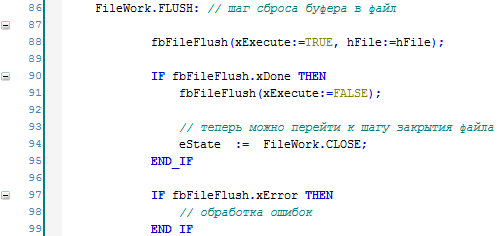 86 FileWork.FLUSH: // шаг сброса буфера в файл
87
88 fbFileFlush(xExecute:=TRUE, hFile:=hFile);
89
90 IF fbFileFlush.xDone THEN
91 fbFileFlush(xExecute:=FALSE);
92
93 // теперь можно перейти к шагу закрытия файла
94 eState := FileWork.CLOSE;
95 END_IF
96
97 IF fbFileFlush.xError THEN
98 // обработка ошибок
99 END_IF